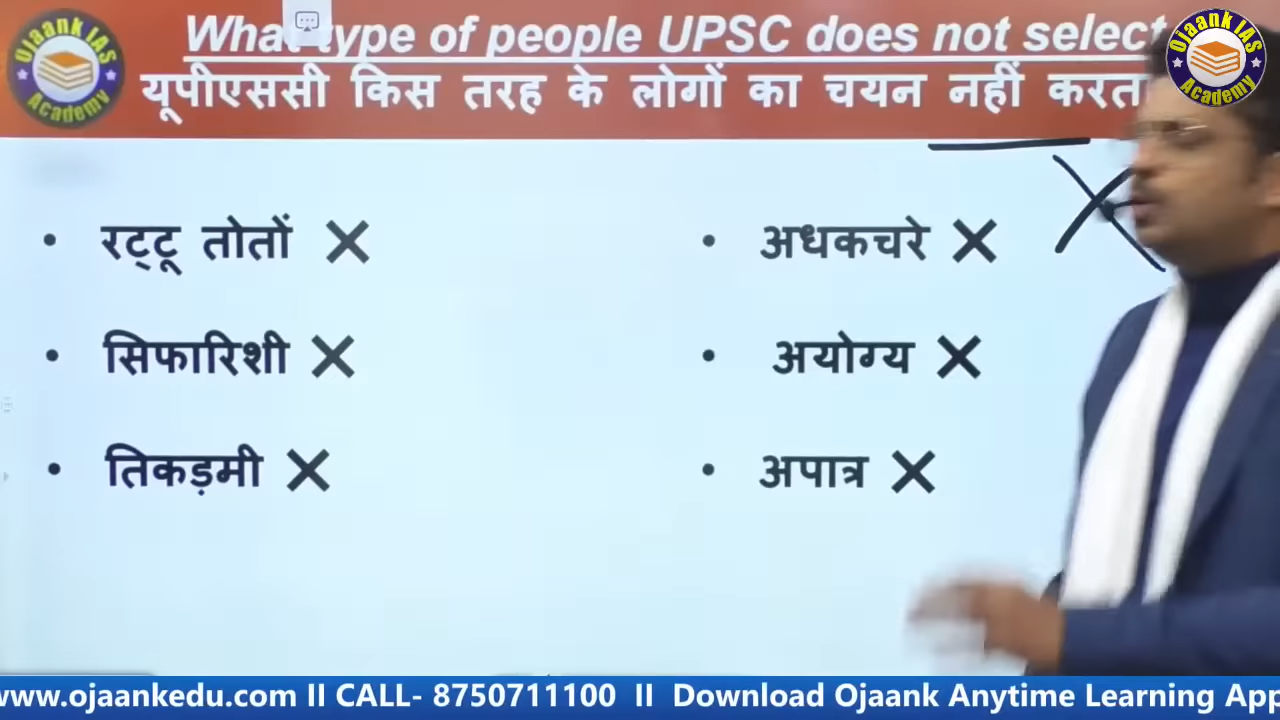 What type of people UPSC does not select
यूपीएससी किस तरह के लोगों का चयन नहीं करत
Ojaank IAS
Academy
Ojaank IAS
Academy
• रट्टू तोतों ❌
• सिफारिशी ❌
• तिकड़मी ❌
• अधकचरे ❌
• अयोग्य ❌
• अपात्र ❌
www.ojaankedu.com II CALL- 8750711100 II Download Ojaank Anytime Learning App